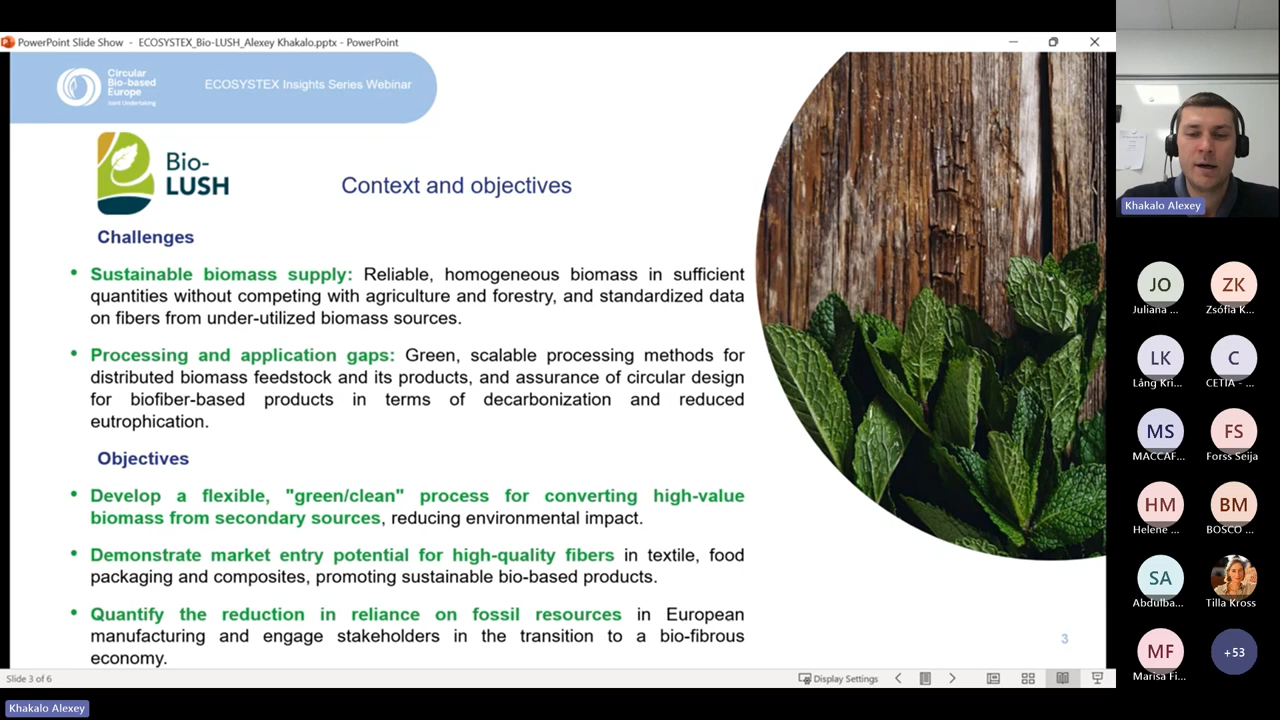 PowerPoint Slide Show - ECOSYSTEX_Bio-LUSH_Alexey Khakalo.pptx - PowerPoint
Circular
Bio-based
Europe
Joint Undertaking
ECOSYSTEX Insights Series Webinar
Bio-
LUSH
Context and objectives
Challenges
• Sustainable biomass supply: Reliable, homogeneous biomass in sufficient
quantities without competing with agriculture and forestry, and standardized data
on fibers from under-utilized biomass sources.
• Processing and application gaps: Green, scalable processing methods for
distributed biomass feedstock and its products, and assurance of circular design
for biofiber-based products in terms of decarbonization and reduced
eutrophication.
Objectives
• Develop a flexible, "green/clean" process for converting high-value
biomass from secondary sources, reducing environmental impact.
• Demonstrate market entry potential for high-quality fibers in textile, food
packaging and composites, promoting sustainable bio-based products.
• Quantify the reduction in reliance on fossil resources in European
manufacturing and engage stakeholders in the transition to a bio-fibrous
economy.
3
Slide 3 of 6
Display Settings
Khakalo Alexey
Khakalo Alexey
JO
Juliana ...
ZK
Zsófia K...
LK
Láng Kri...
C
CETIA - ...
MS
MACCAF...
FS
Forss Seija
HM
Helene ...
BM
BOSCO ...
SA
Abdulba...
Tilla Kross
MF
Marisa Fi...
+53